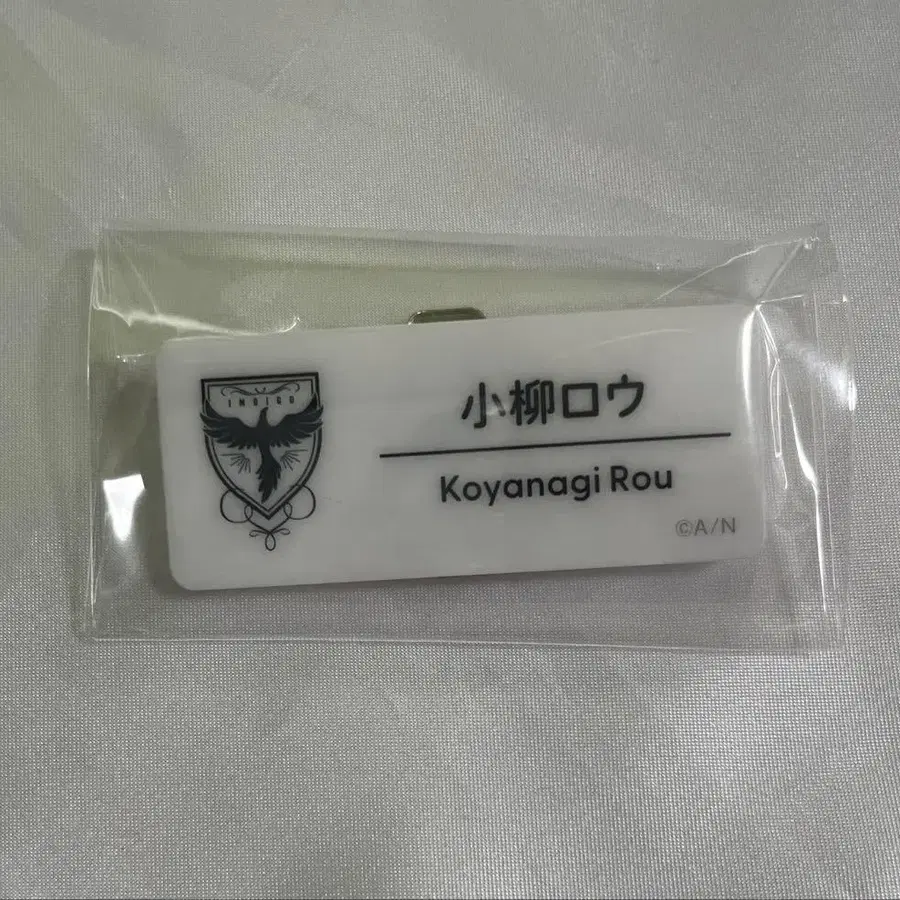 INDIGO
小柳ロウ
Koyanagi Rou
©A/N